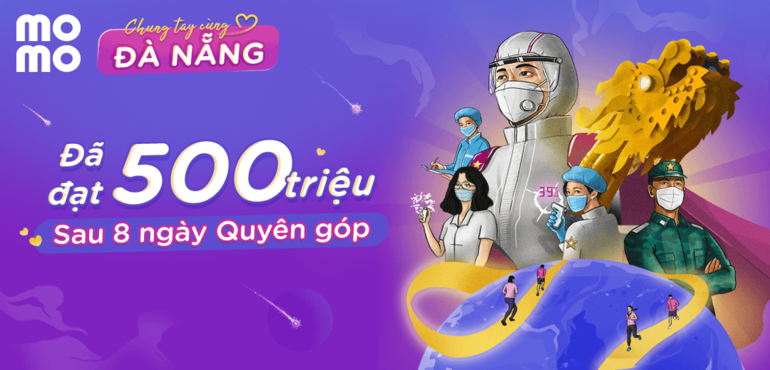 MO
MO
Chung tay cùng
ĐÀ NẴNG
Đã
đạt 500 triệu
Sau 8 ngày Quyên góp
39°